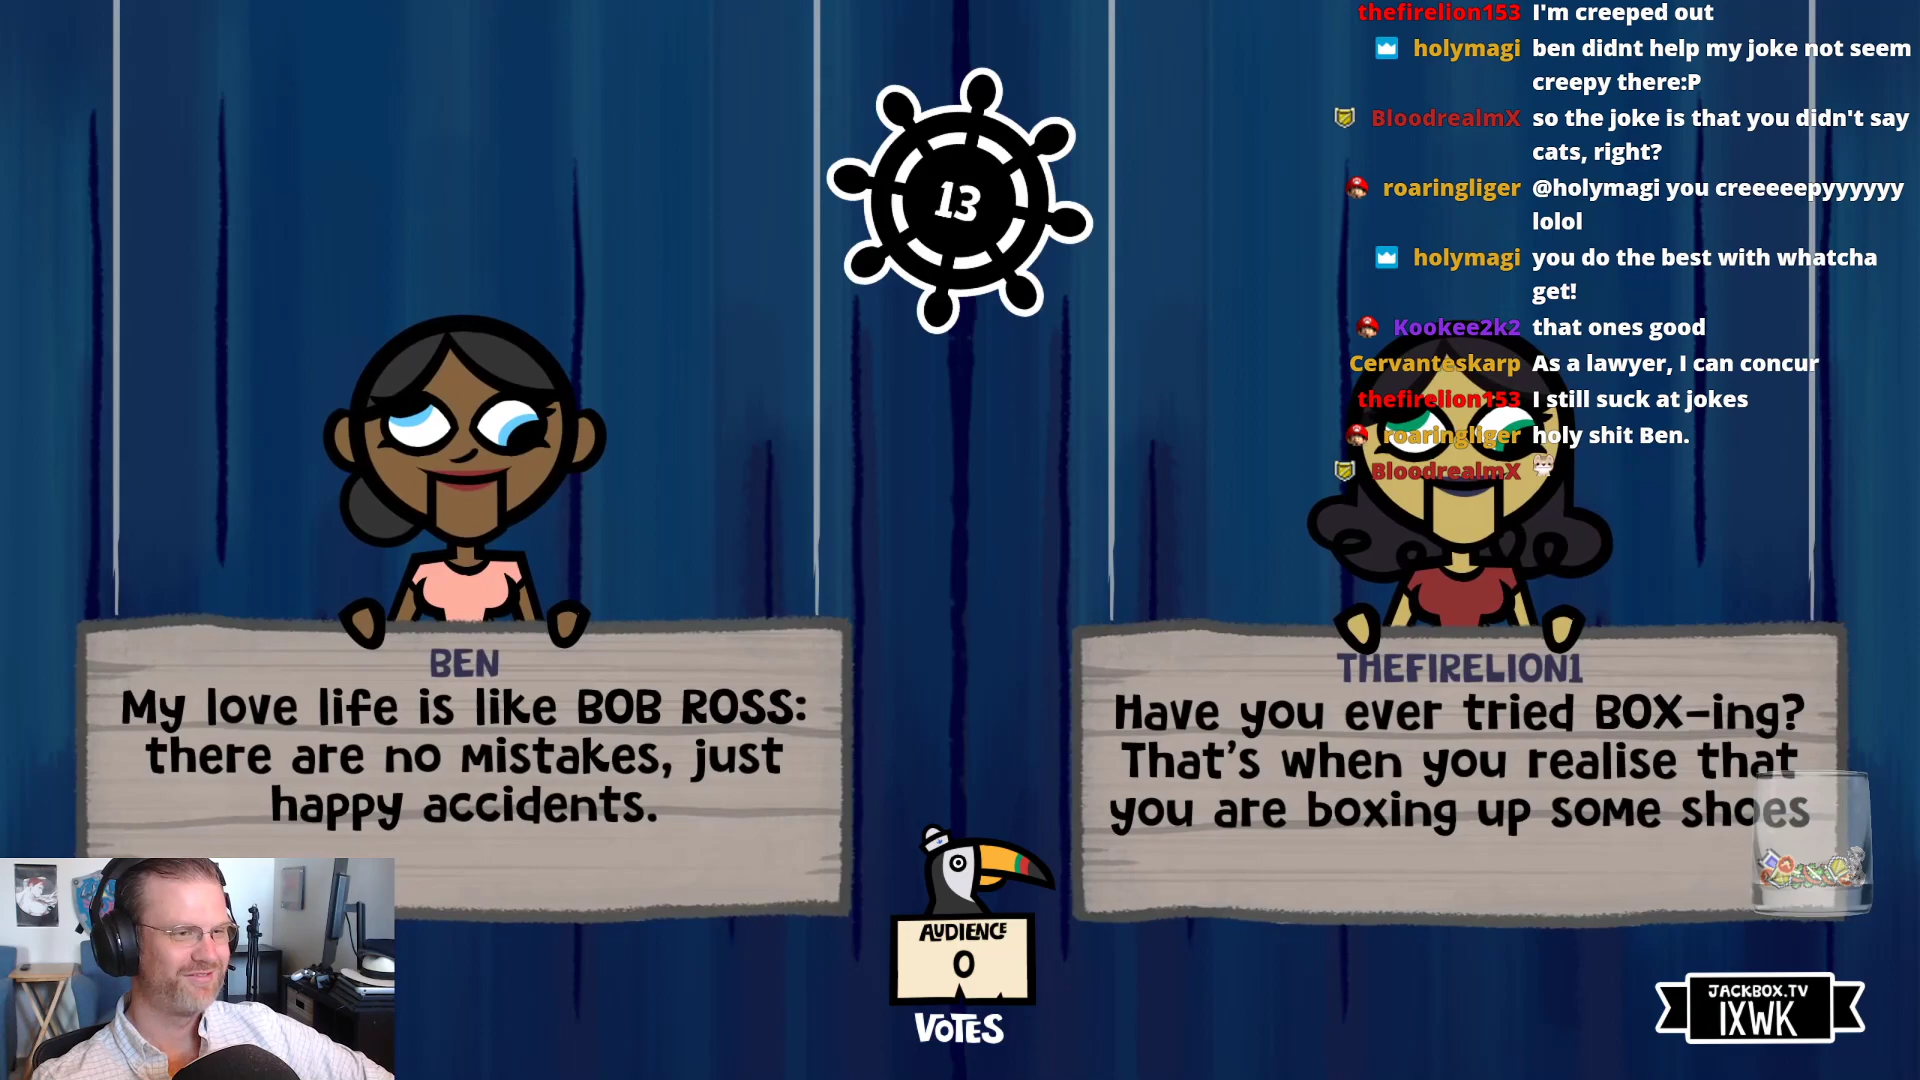 thefirelion153 I'm creeped out
holymagi ben didnt help my joke not seem
creepy there:P
BloodrealmX so the joke is that you didn't say
cats, right?
roaringliger @holymagi you creeeeepyyyyyy
lolol
holymagi you do the best with whatcha
get!
Kookee2k2 that ones good
Cervanteskarp As a lawyer, I can concur
thefirelion153 I still suck at jokes
roaringliger holy shit Ben.
BloodrealmX
13
BEN
My love life is like BOB ROSS:
there are no mistakes, just
happy accidents.
THEFIRELION1
Have you ever tried BOX-ing?
That's when you realise that
you are boxing up some shoes
AUDIENCE
0
VOTES
JACKBOX.TV
IXWK